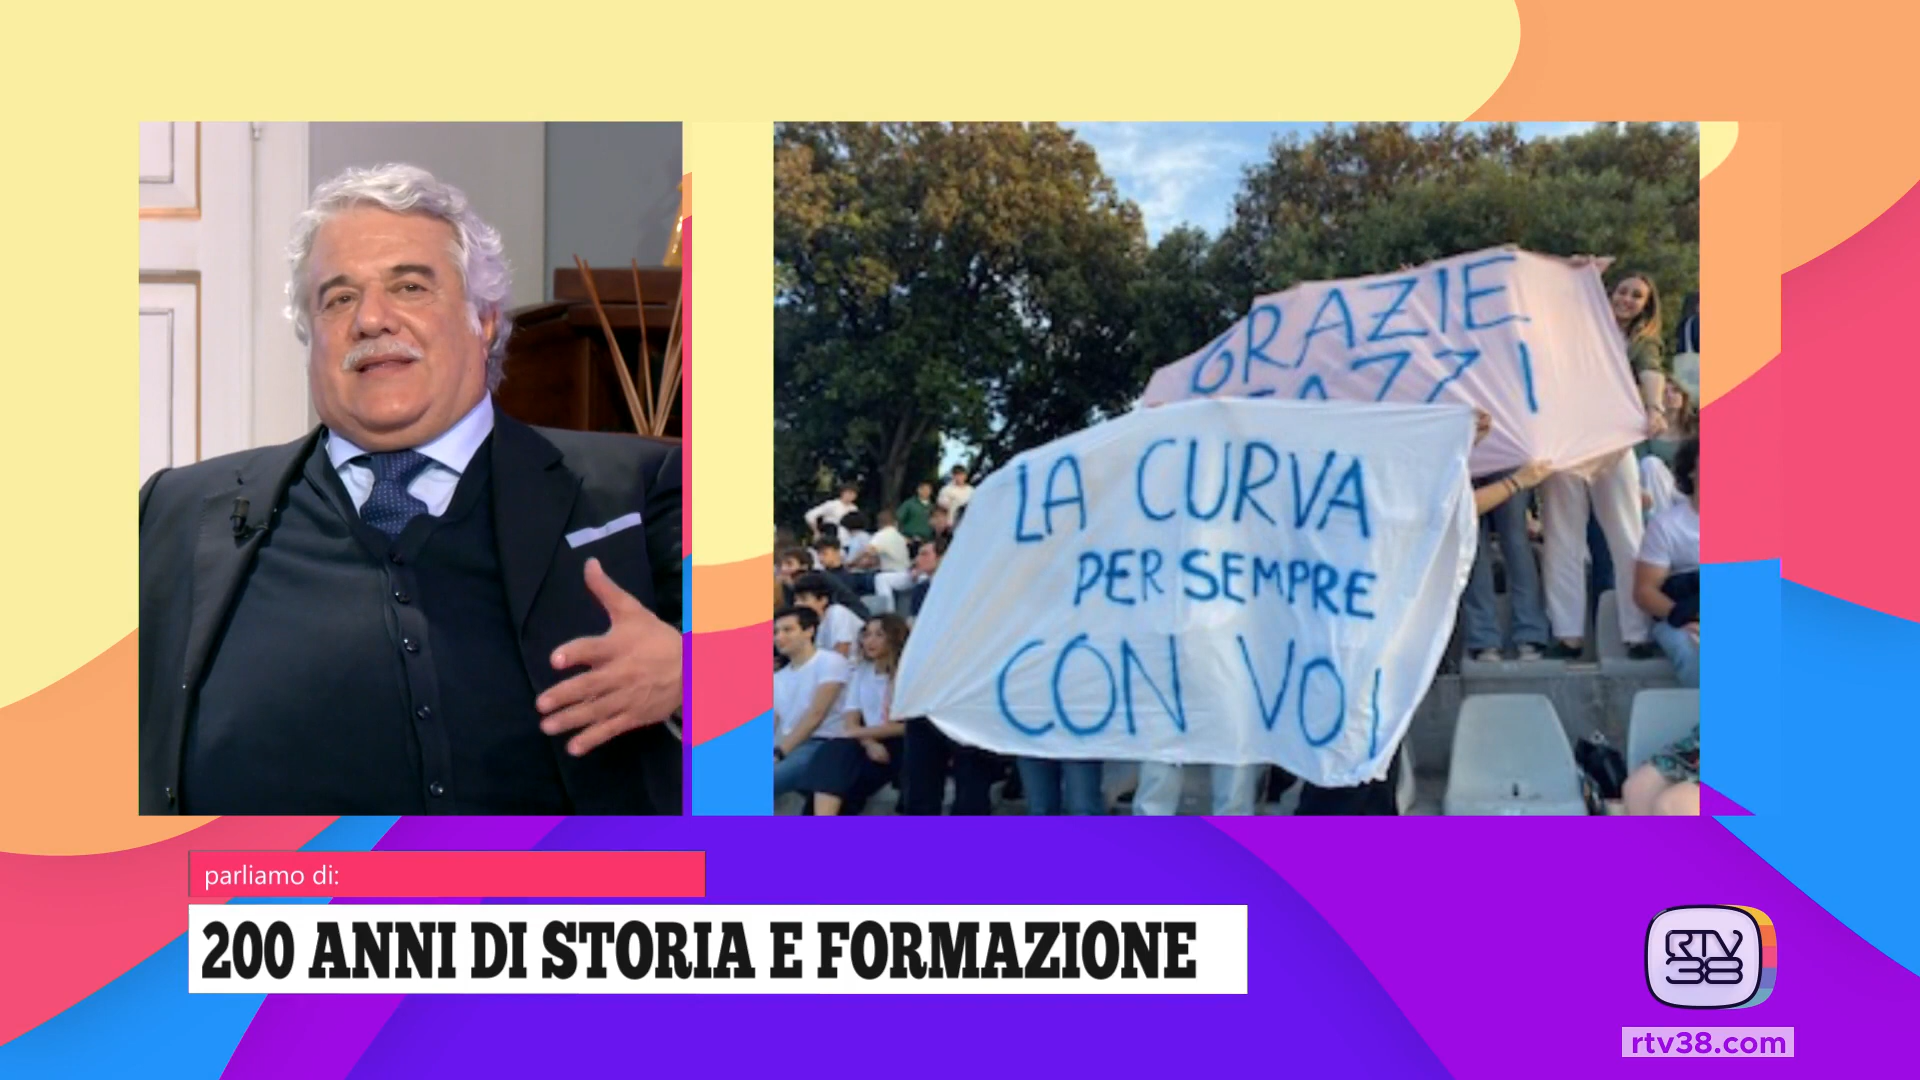 GRAZIE
LA CURVA
PER SEMPRE
CON VOI
parliamo di:
200 ANNI DI STORIA E FORMAZIONE
RTV
38
rtv38.com